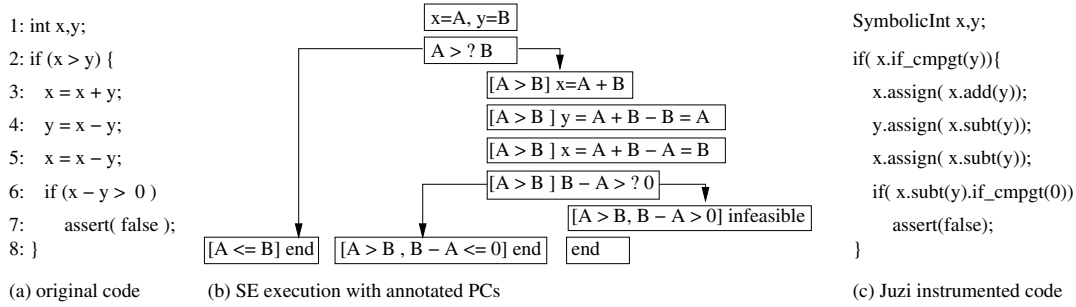 1: int x,y;
2: if (x > y) {
3: x = x + y;
4: y = x − y;
5: x = x − y;
6: if (x − y > 0 )
7: assert( false );
8: }
(a) original code
x=A, y=B
A > ? B
[A > B] x=A + B
[A > B ] y = A + B − B = A
[A > B ] x = A + B − A = B
[A > B ] B − A > ? 0
[A > B, B − A > 0] infeasible
[A <= B] end
[A > B , B − A <= 0] end
end
(b) SE execution with annotated PCs
SymbolicInt x,y;
if( x.if_cmpgt(y)){
x.assign( x.add(y));
y.assign( x.subt(y));
x.assign( x.subt(y));
if( x.subt(y).if_cmpgt(0))
assert(false);
}
(c) Juzi instrumented code